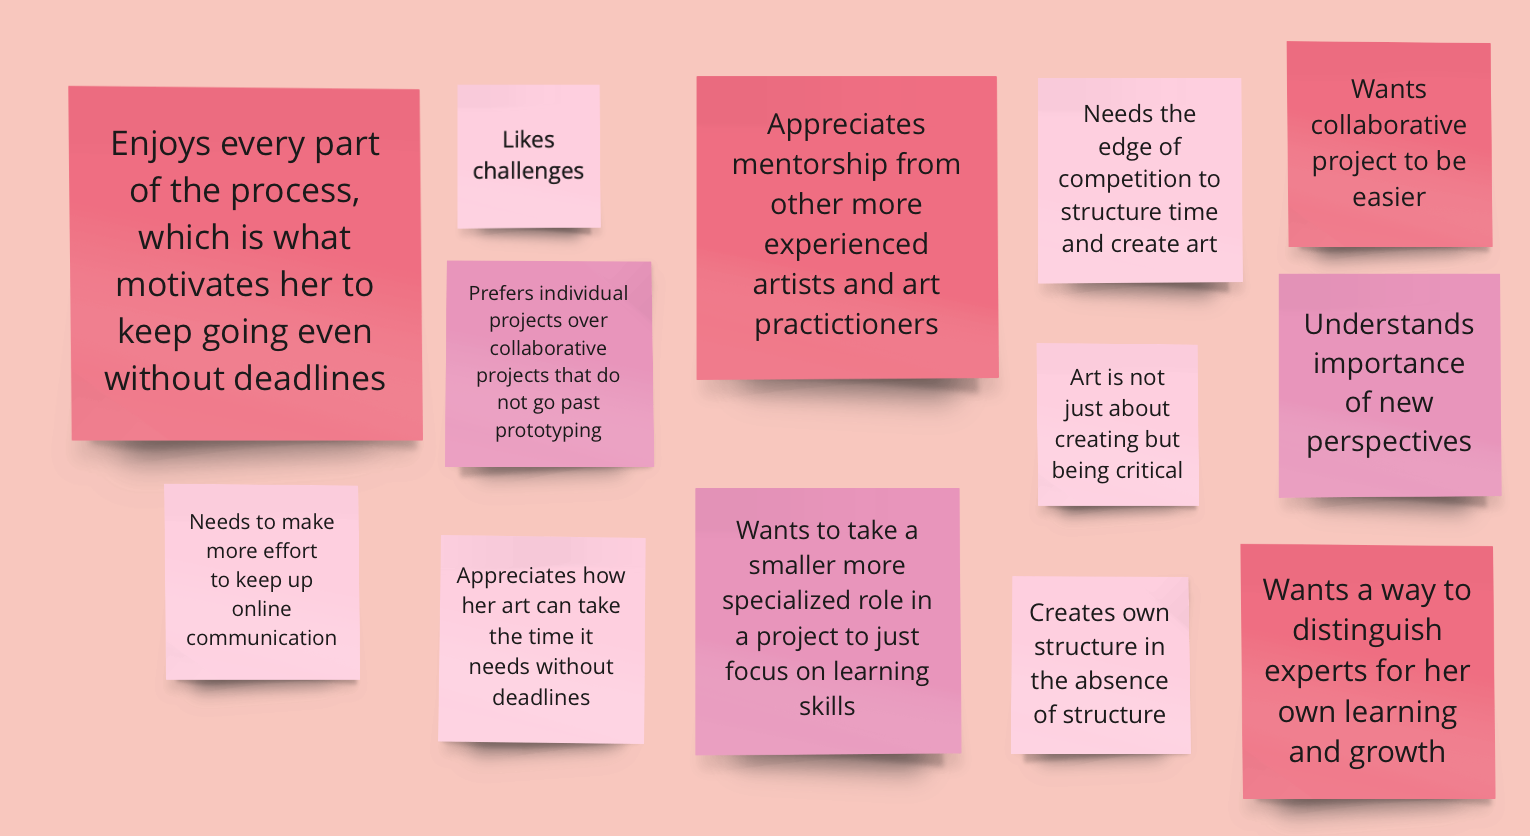 Enjoys every part
of the process,
which is what
motivates her to
keep going even
without deadlines
Likes
challenges
Prefers individual
projects over
collaborative
projects that do
not go past
prototyping
Needs to make
more effort
to keep up
online
communication
Appreciates how
her art can take
the time it
needs without
deadlines
Appreciates
mentorship from
other more
experienced
artists and art
practictioners
Wants to take a
smaller more
specialized role in
a project to just
focus on learning
skills
Needs the
edge of
competition to
structure time
and create art
Art is not
just about
creating but
being critical
Creates own
structure in
the absence
of structure
Wants
collaborative
project to be
easier
Understands
importance
of new
perspectives
Wants a way to
distinguish
experts for her
own learning
and growth